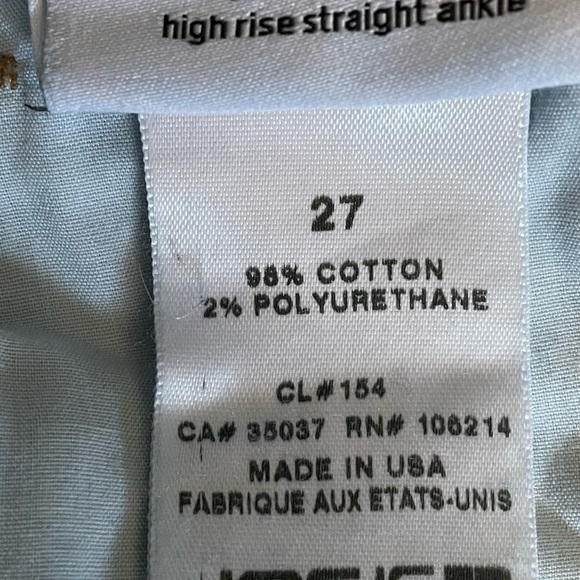 high rise straight ankle
27
98% COTTON
2% POLYURETHANE
CL# 154
CA# 35037 RN# 106214
MADE IN USA
FABRIQUE AUX ETATS-UNIS